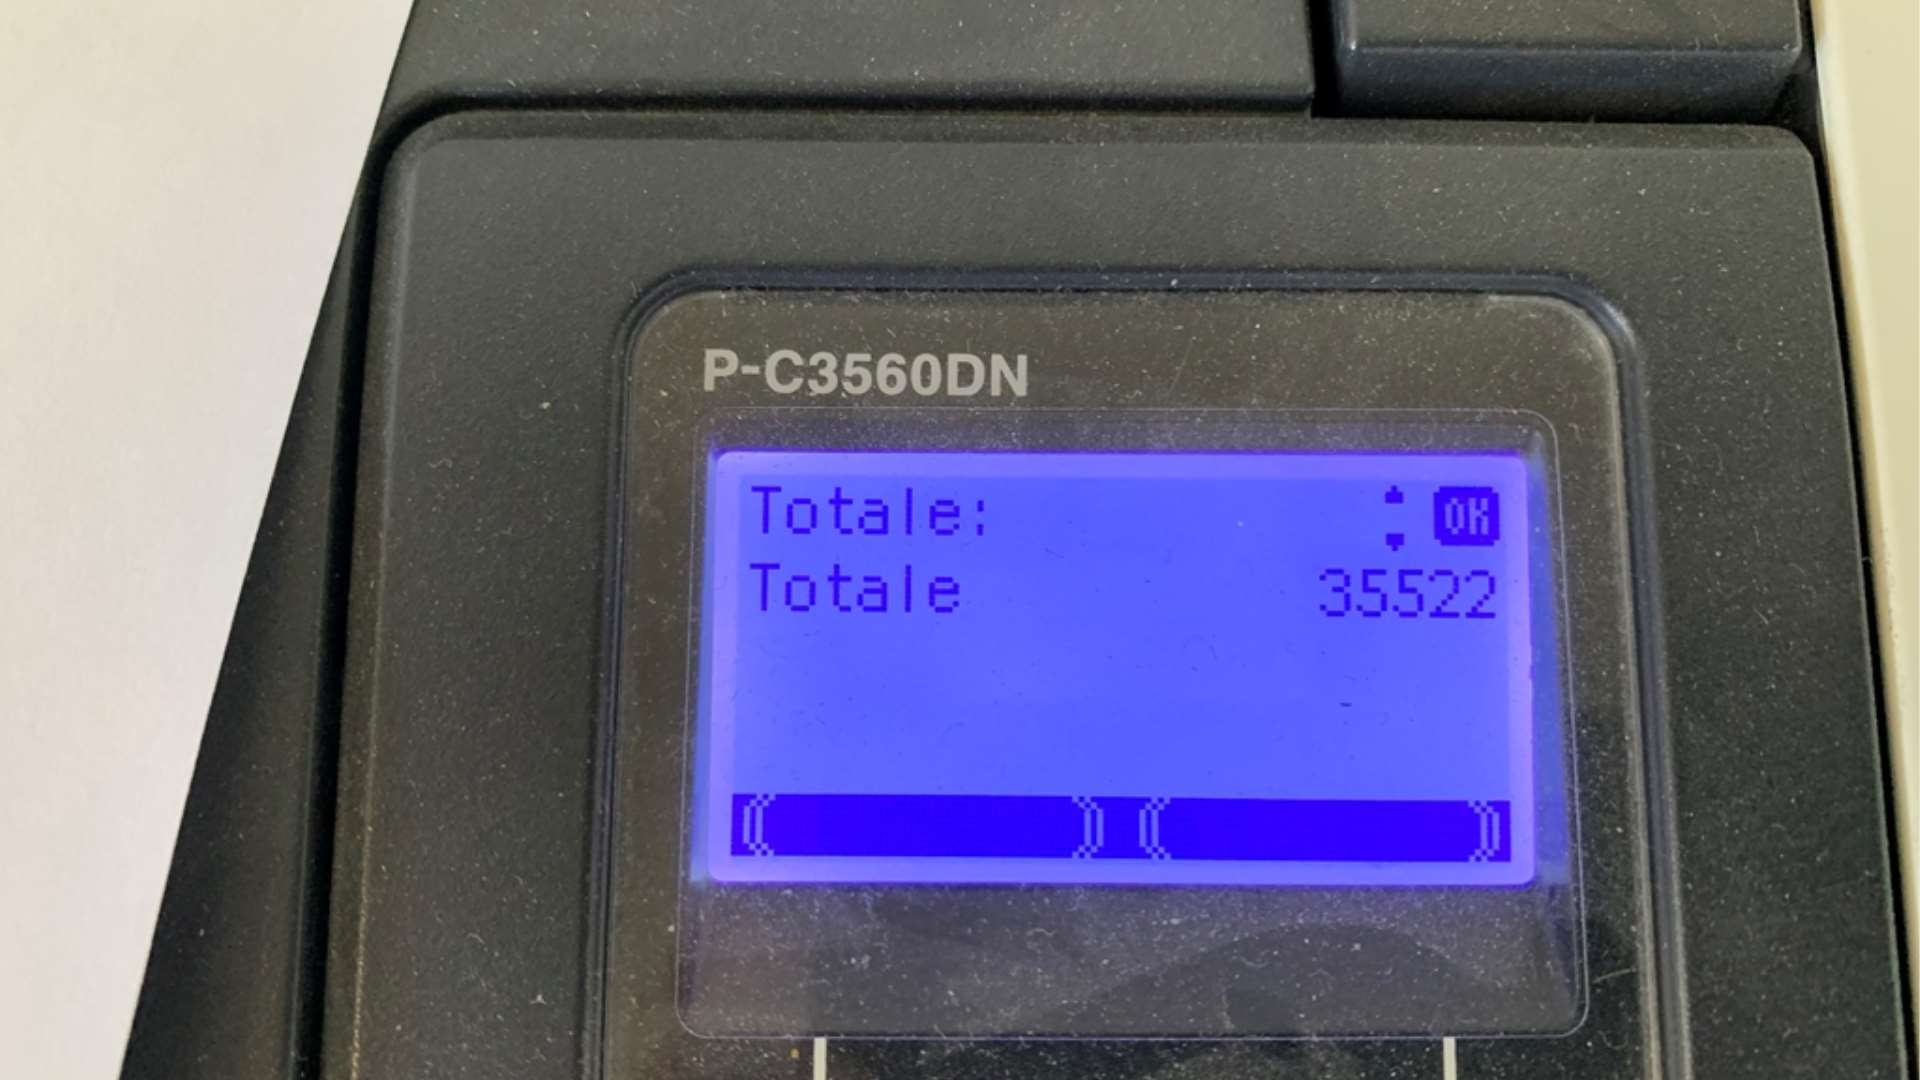 P-C3560DN
Totale: OK
Totale 35522